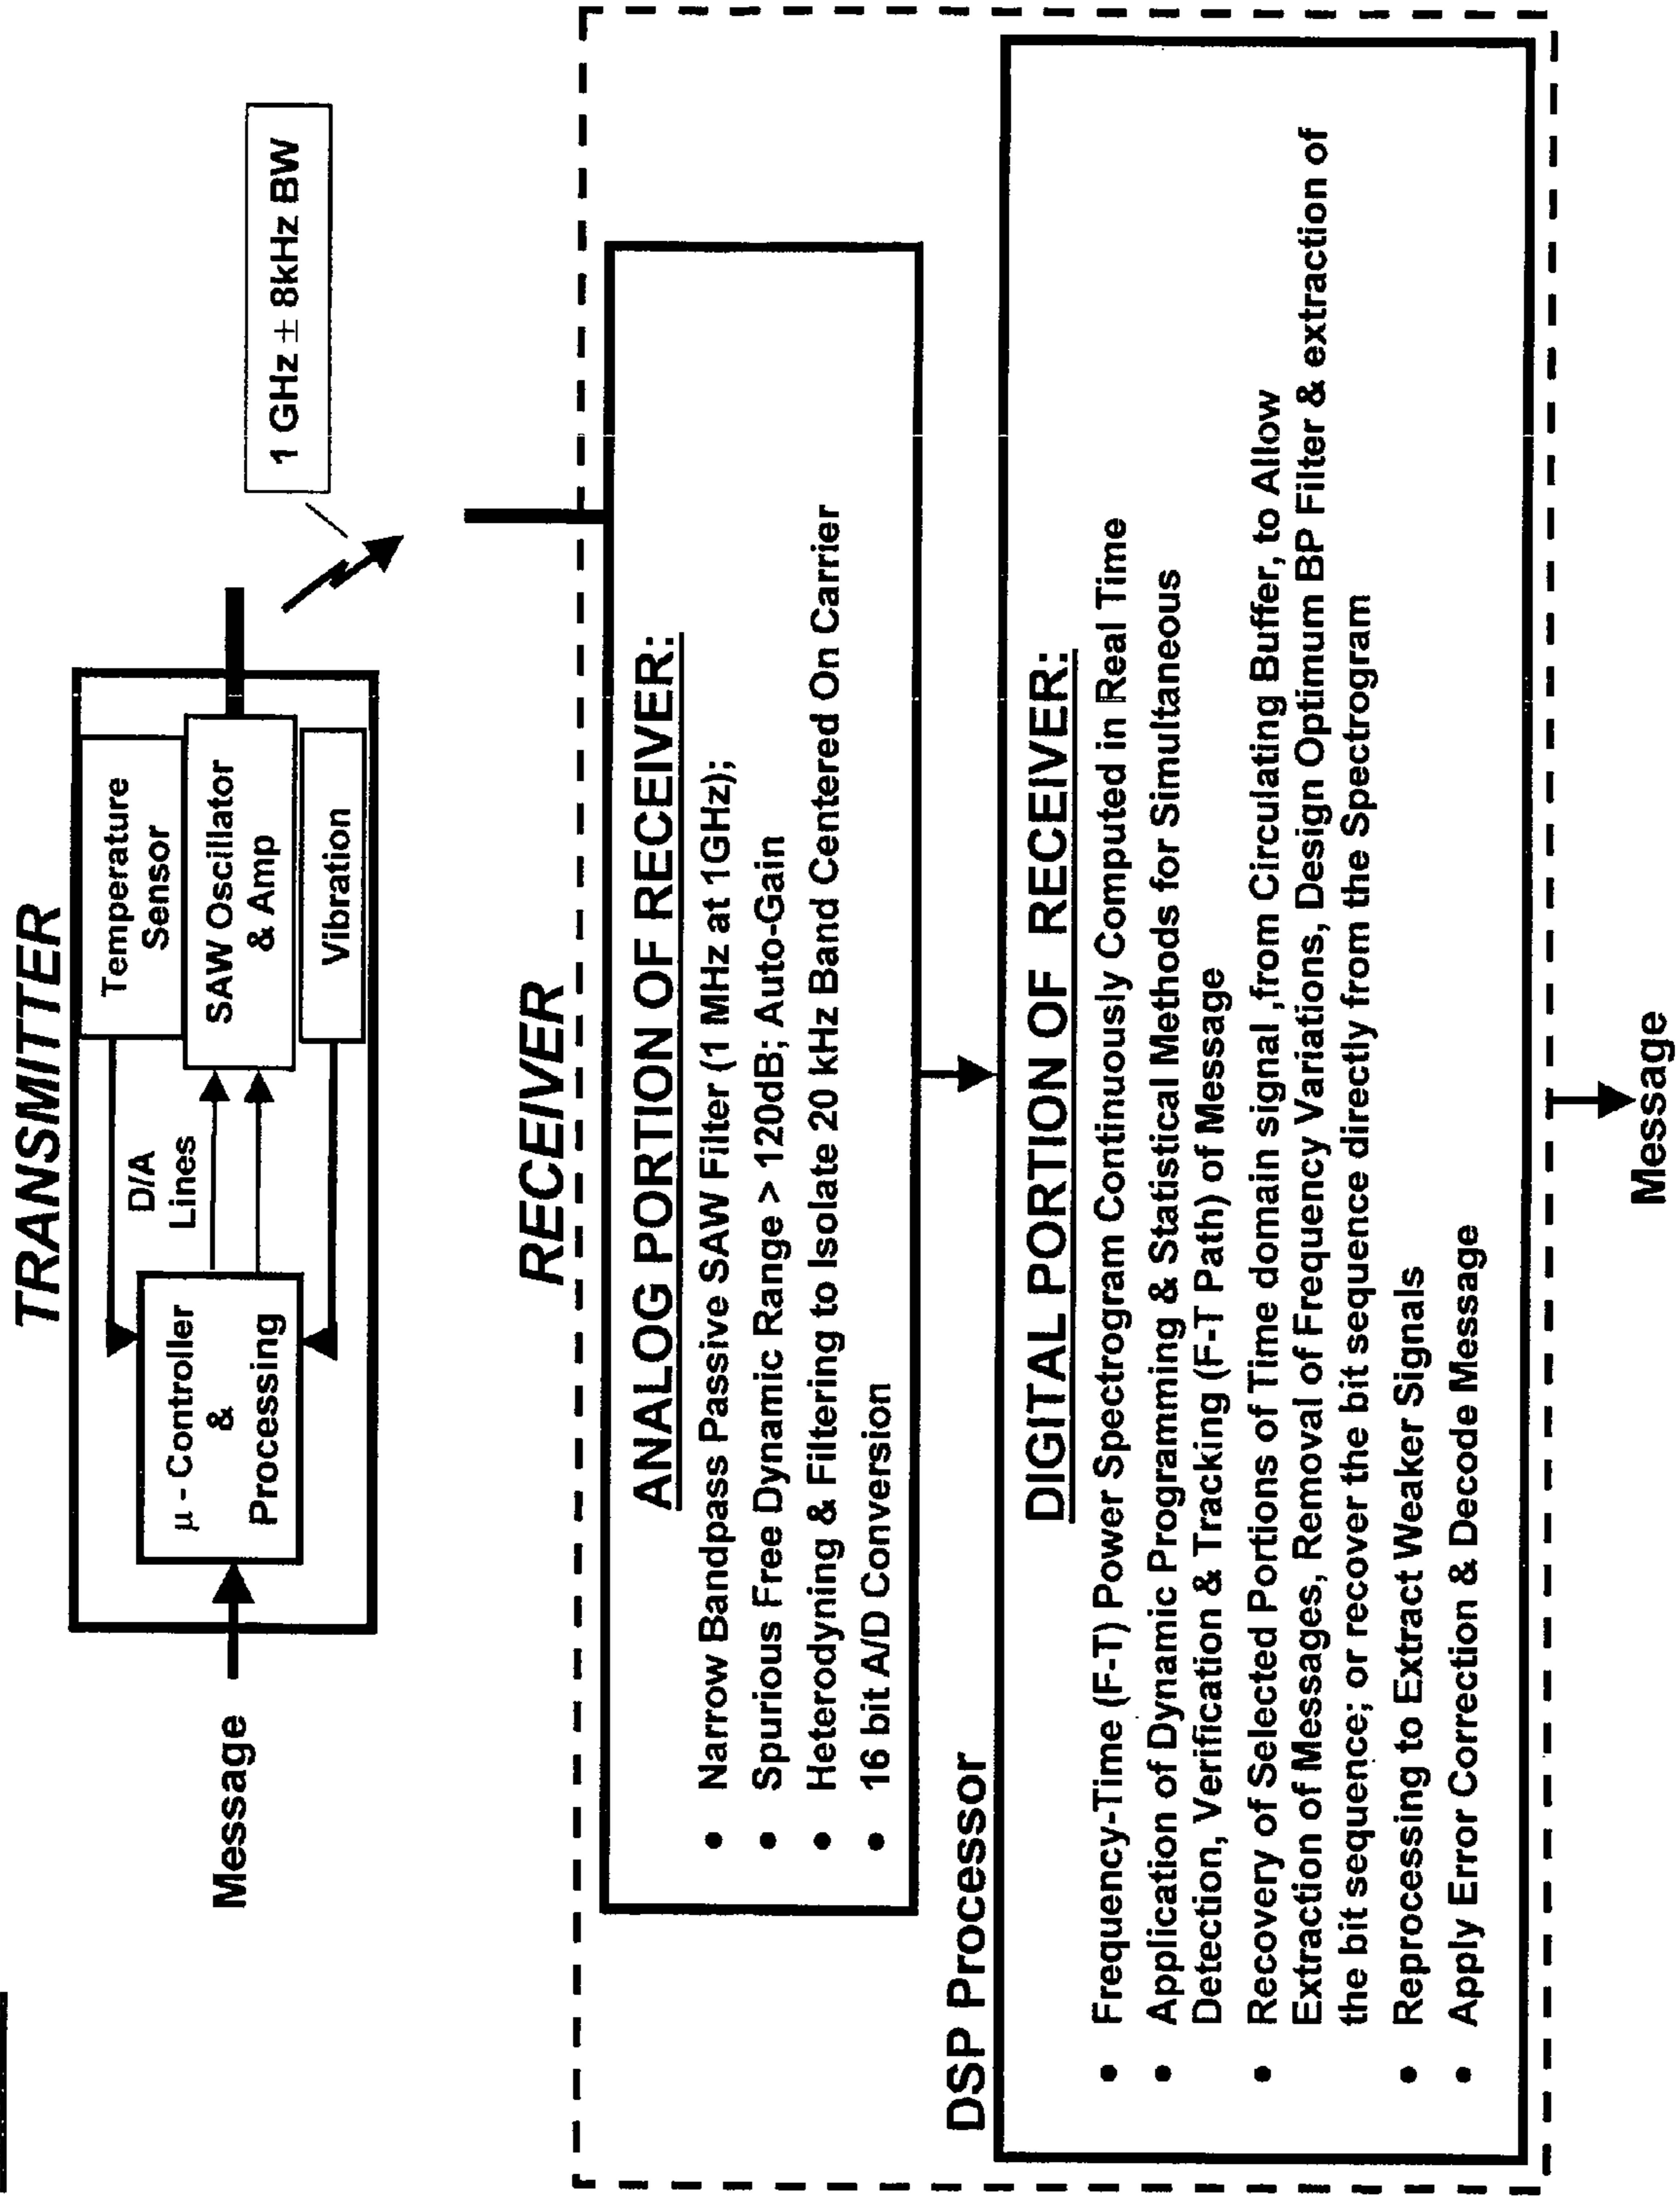 TRANSMITTER
Message
μ - Controller
&
Processing
D/A
Lines
Temperature
Sensor
SAW Oscillator
& Amp
Vibration
1 GHz ± 8kHz BW
RECEIVER
ANALOG PORTION OF RECEIVER:
• Narrow Bandpass Passive SAW Filter (1 MHz at 1GHz);
• Spurious Free Dynamic Range > 120dB; Auto-Gain
• Heterodyning & Filtering to Isolate 20 kHz Band Centered On Carrier
• 16 bit A/D Conversion
DSP Processor
DIGITAL PORTION OF RECEIVER:
• Frequency-Time (F-T) Power Spectrogram Continuously Computed in Real Time
• Application of Dynamic Programming & Statistical Methods for Simultaneous
Detection, Verification & Tracking (F-T Path) of Message
• Recovery of Selected Portions of Time domain signal ,from Circulating Buffer, to Allow
Extraction of Messages, Removal of Frequency Variations, Design Optimum BP Filter & extraction of
the bit sequence; or recover the bit sequence directly from the Spectrogram
• Reprocessing to Extract Weaker Signals
• Apply Error Correction & Decode Message
Message